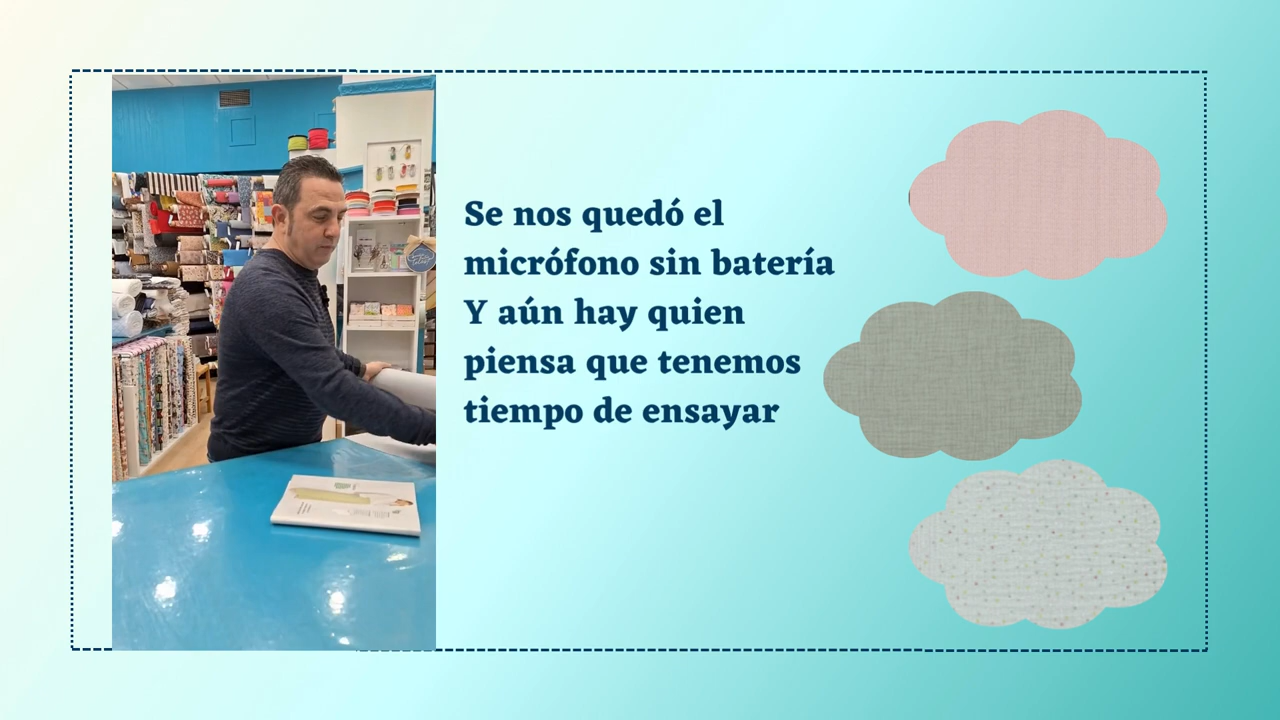 Se nos quedó el
micrófono sin batería
Y aún hay quien
piensa que tenemos
tiempo de ensayar